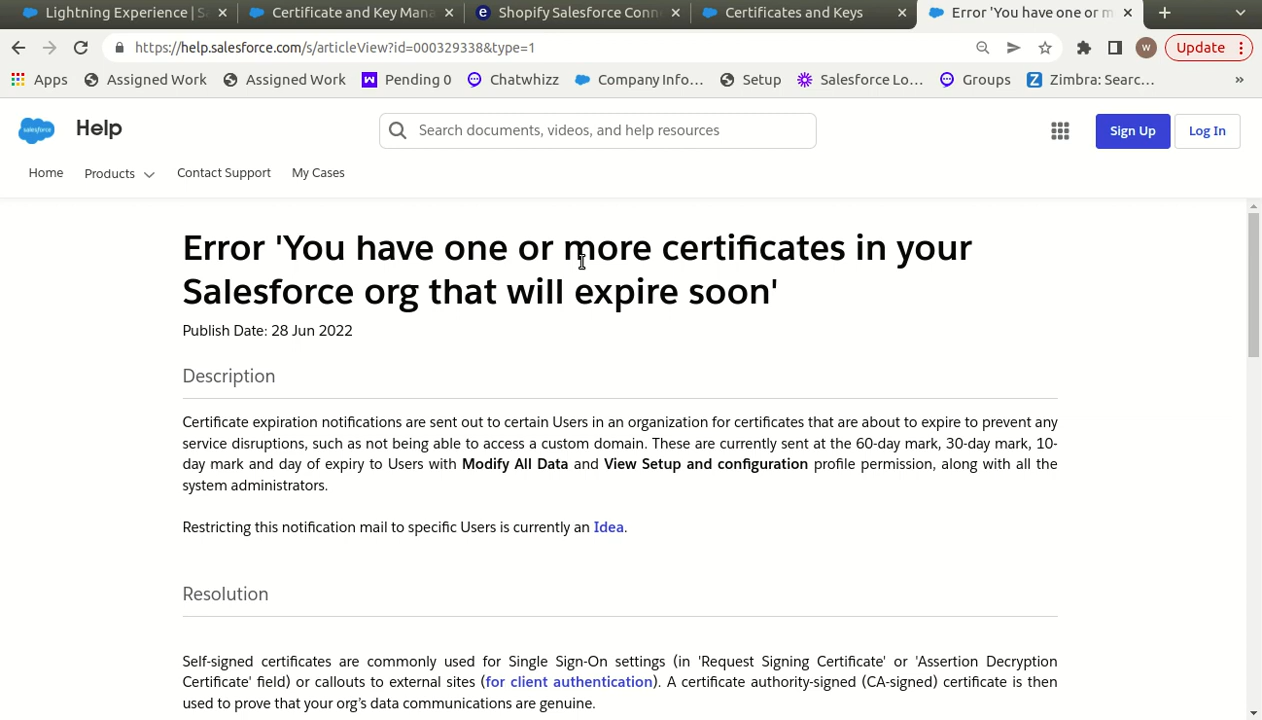 Lightning Experience | S
Certificate and Key Mana
Shopify Salesforce Conn
Certificates and Keys
Error 'You have one or m
https://help.salesforce.com/s/articleView?id=000329338&type=1
W
Update
Apps
Assigned Work
Assigned Work
Pending 0
Chatwhizz
Company Info...
Setup
Salesforce Lo...
Groups
Zimbra: Searc...
»
salesforce
Help
Search documents, videos, and help resources
Sign Up
Log In
Home
Products
Contact Support
My Cases
Error 'You have one or more certificates in your
Salesforce org that will expire soon'
Publish Date: 28 Jun 2022
Description
Certificate expiration notifications are sent out to certain Users in an organization for certificates that are about to expire to prevent any
service disruptions, such as not being able to access a custom domain. These are currently sent at the 60-day mark, 30-day mark, 10-
day mark and day of expiry to Users with Modify All Data and View Setup and configuration profile permission, along with all the
system administrators.
Restricting this notification mail to specific Users is currently an Idea.
Resolution
Self-signed certificates are commonly used for Single Sign-On settings (in 'Request Signing Certificate' or 'Assertion Decryption
Certificate' field) or callouts to external sites (for client authentication). A certificate authority-signed (CA-signed) certificate is then
used to prove that your org's data communications are genuine.